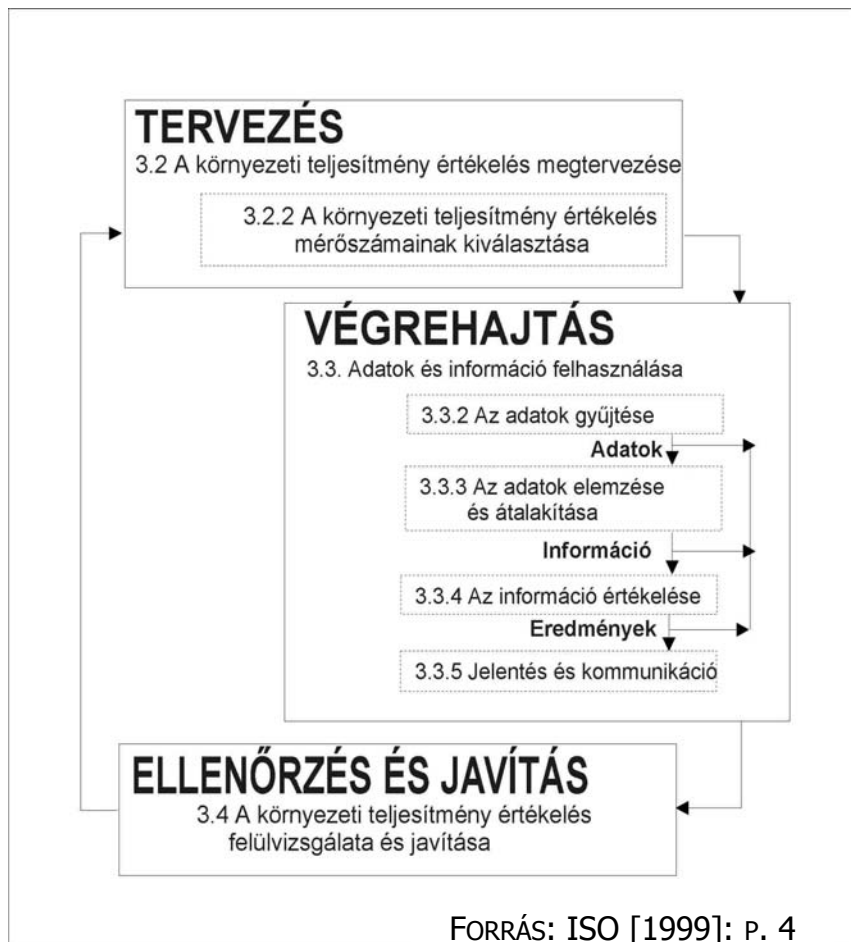 TERVEZÉS
3.2 A környezeti teljesítmény értékelés megtervezése
3.2.2 A környezeti teljesítmény értékelés
mérőszámainak kiválasztása
VÉGREHAJTÁS
3.3. Adatok és információ felhasználása
3.3.2 Az adatok gyűjtése
Adatok
3.3.3 Az adatok elemzése
és átalakítása
Információ
3.3.4 Az információ értékelése
Eredmények
3.3.5 Jelentés és kommunikáció
ELLENŐRZÉS ÉS JAVÍTÁS
3.4 A környezeti teljesítmény értékelés
felülvizsgálata és javítása
FORRÁS: ISO [1999]: P. 4